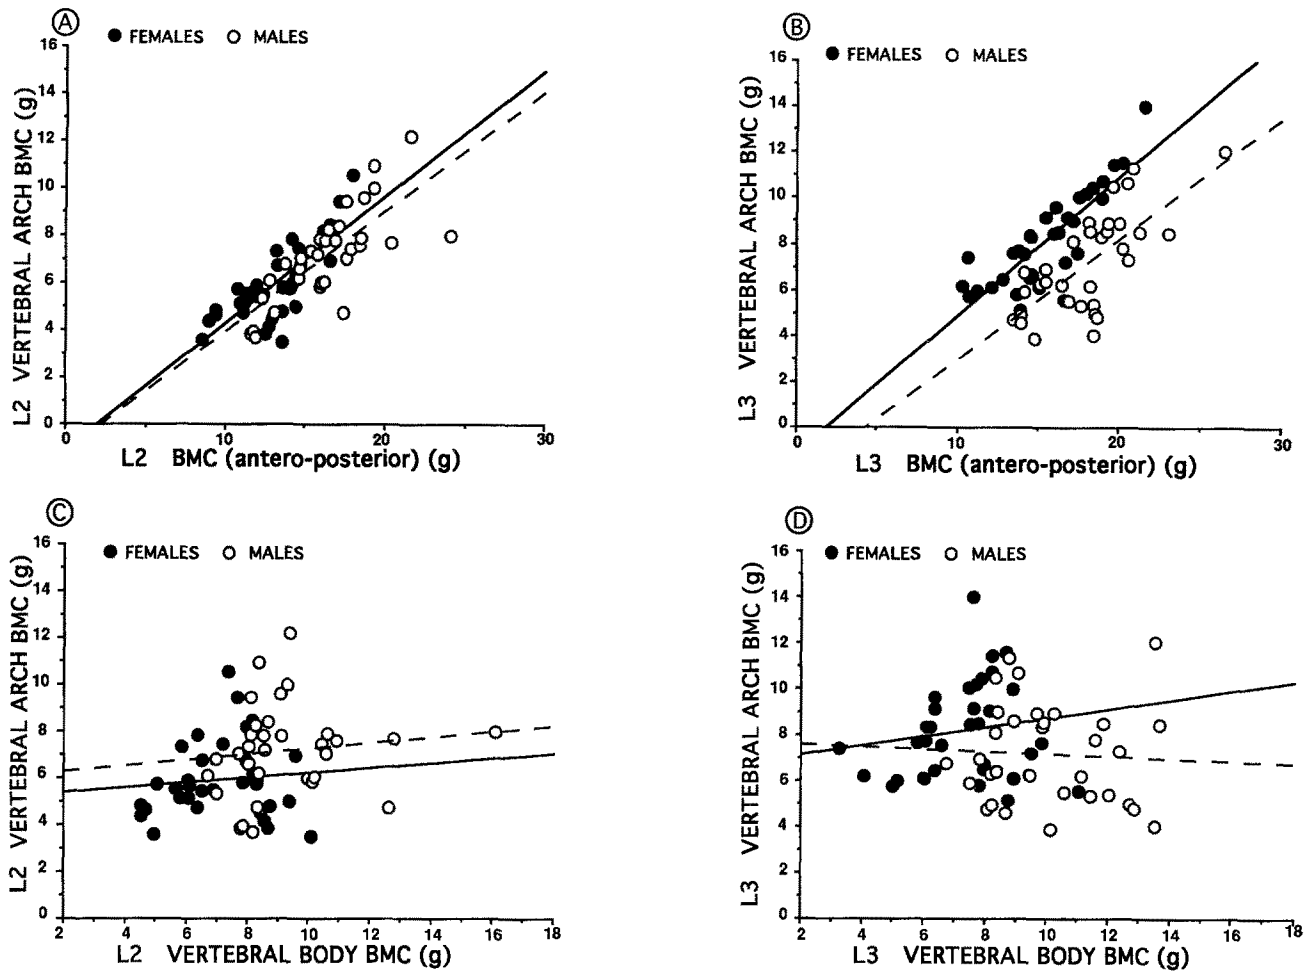 Ⓐ
● FEMALES ○ MALES
L2 VERTEBRAL ARCH BMC (g)
16
14
12
10
8
6
4
2
0
0 10 20 30
L2 BMC (antero-posterior) (g)
Ⓑ
● FEMALES ○ MALES
L3 VERTEBRAL ARCH BMC (g)
16
14
12
10
8
6
4
2
0
0 10 20 30
L3 BMC (antero-posterior) (g)
Ⓒ
● FEMALES ○ MALES
L2 VERTEBRAL ARCH BMC (g)
16
14
12
10
8
6
4
2
0
2 4 6 8 10 12 14 16 18
L2 VERTEBRAL BODY BMC (g)
Ⓓ
● FEMALES ○ MALES
L3 VERTEBRAL ARCH BMC (g)
16
14
12
10
8
6
4
2
0
2 4 6 8 10 12 14 16 18
L3 VERTEBRAL BODY BMC (g)